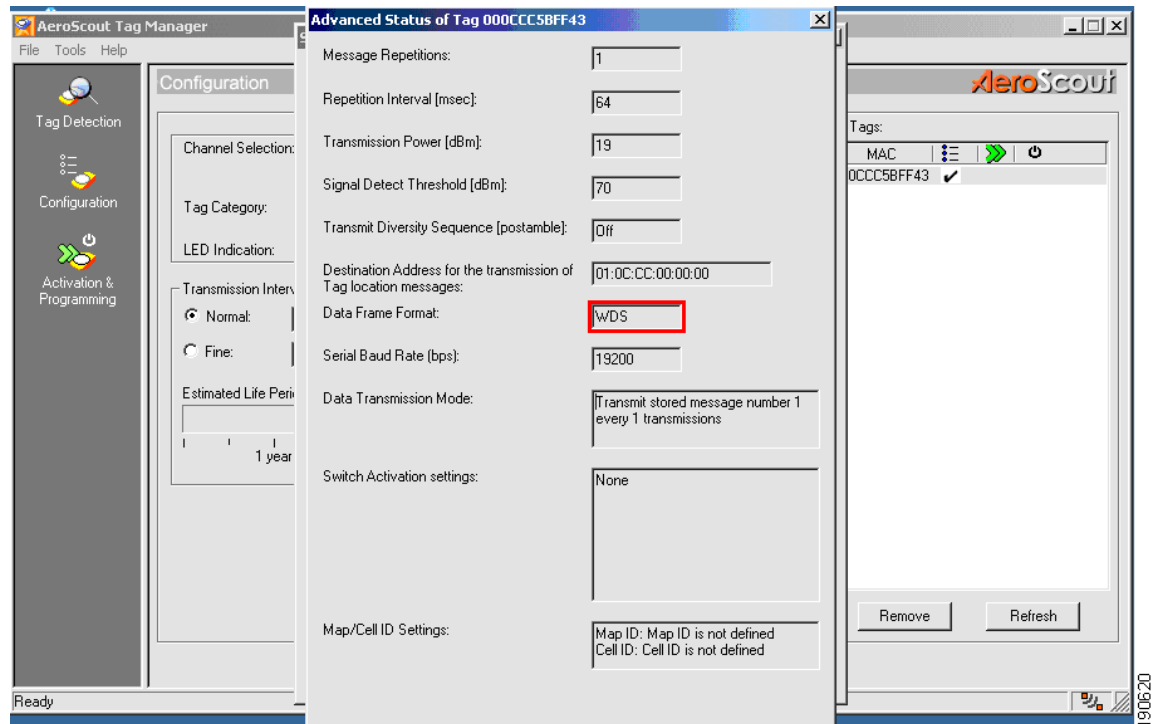 AeroScout Tag Manager
File Tools Help
Tag Detection
Configuration
Activation &
Programming
Configuration
AeroScout
Channel Selection:
Tag Category:
LED Indication:
Transmission Interv
Normal:
Fine:
Estimated Life Peri
1 year
Advanced Status of Tag 000CCC5BFF43
Message Repetitions: 1
Repetition Interval [msec]: 64
Transmission Power [dBm]: 19
Signal Detect Threshold [dBm]: 70
Transmit Diversity Sequence [postamble]: Off
Destination Address for the transmission of
Tag location messages: 01:0C:CC:00:00:00
Data Frame Format: WDS
Serial Baud Rate (bps): 19200
Data Transmission Mode: Transmit stored message number 1
every 1 transmissions
Switch Activation settings: None
Map/Cell ID Settings: Map ID: Map ID is not defined
Cell ID: Cell ID is not defined
Tags:
MAC
0CCC5BFF43
Remove Refresh
Ready
190620